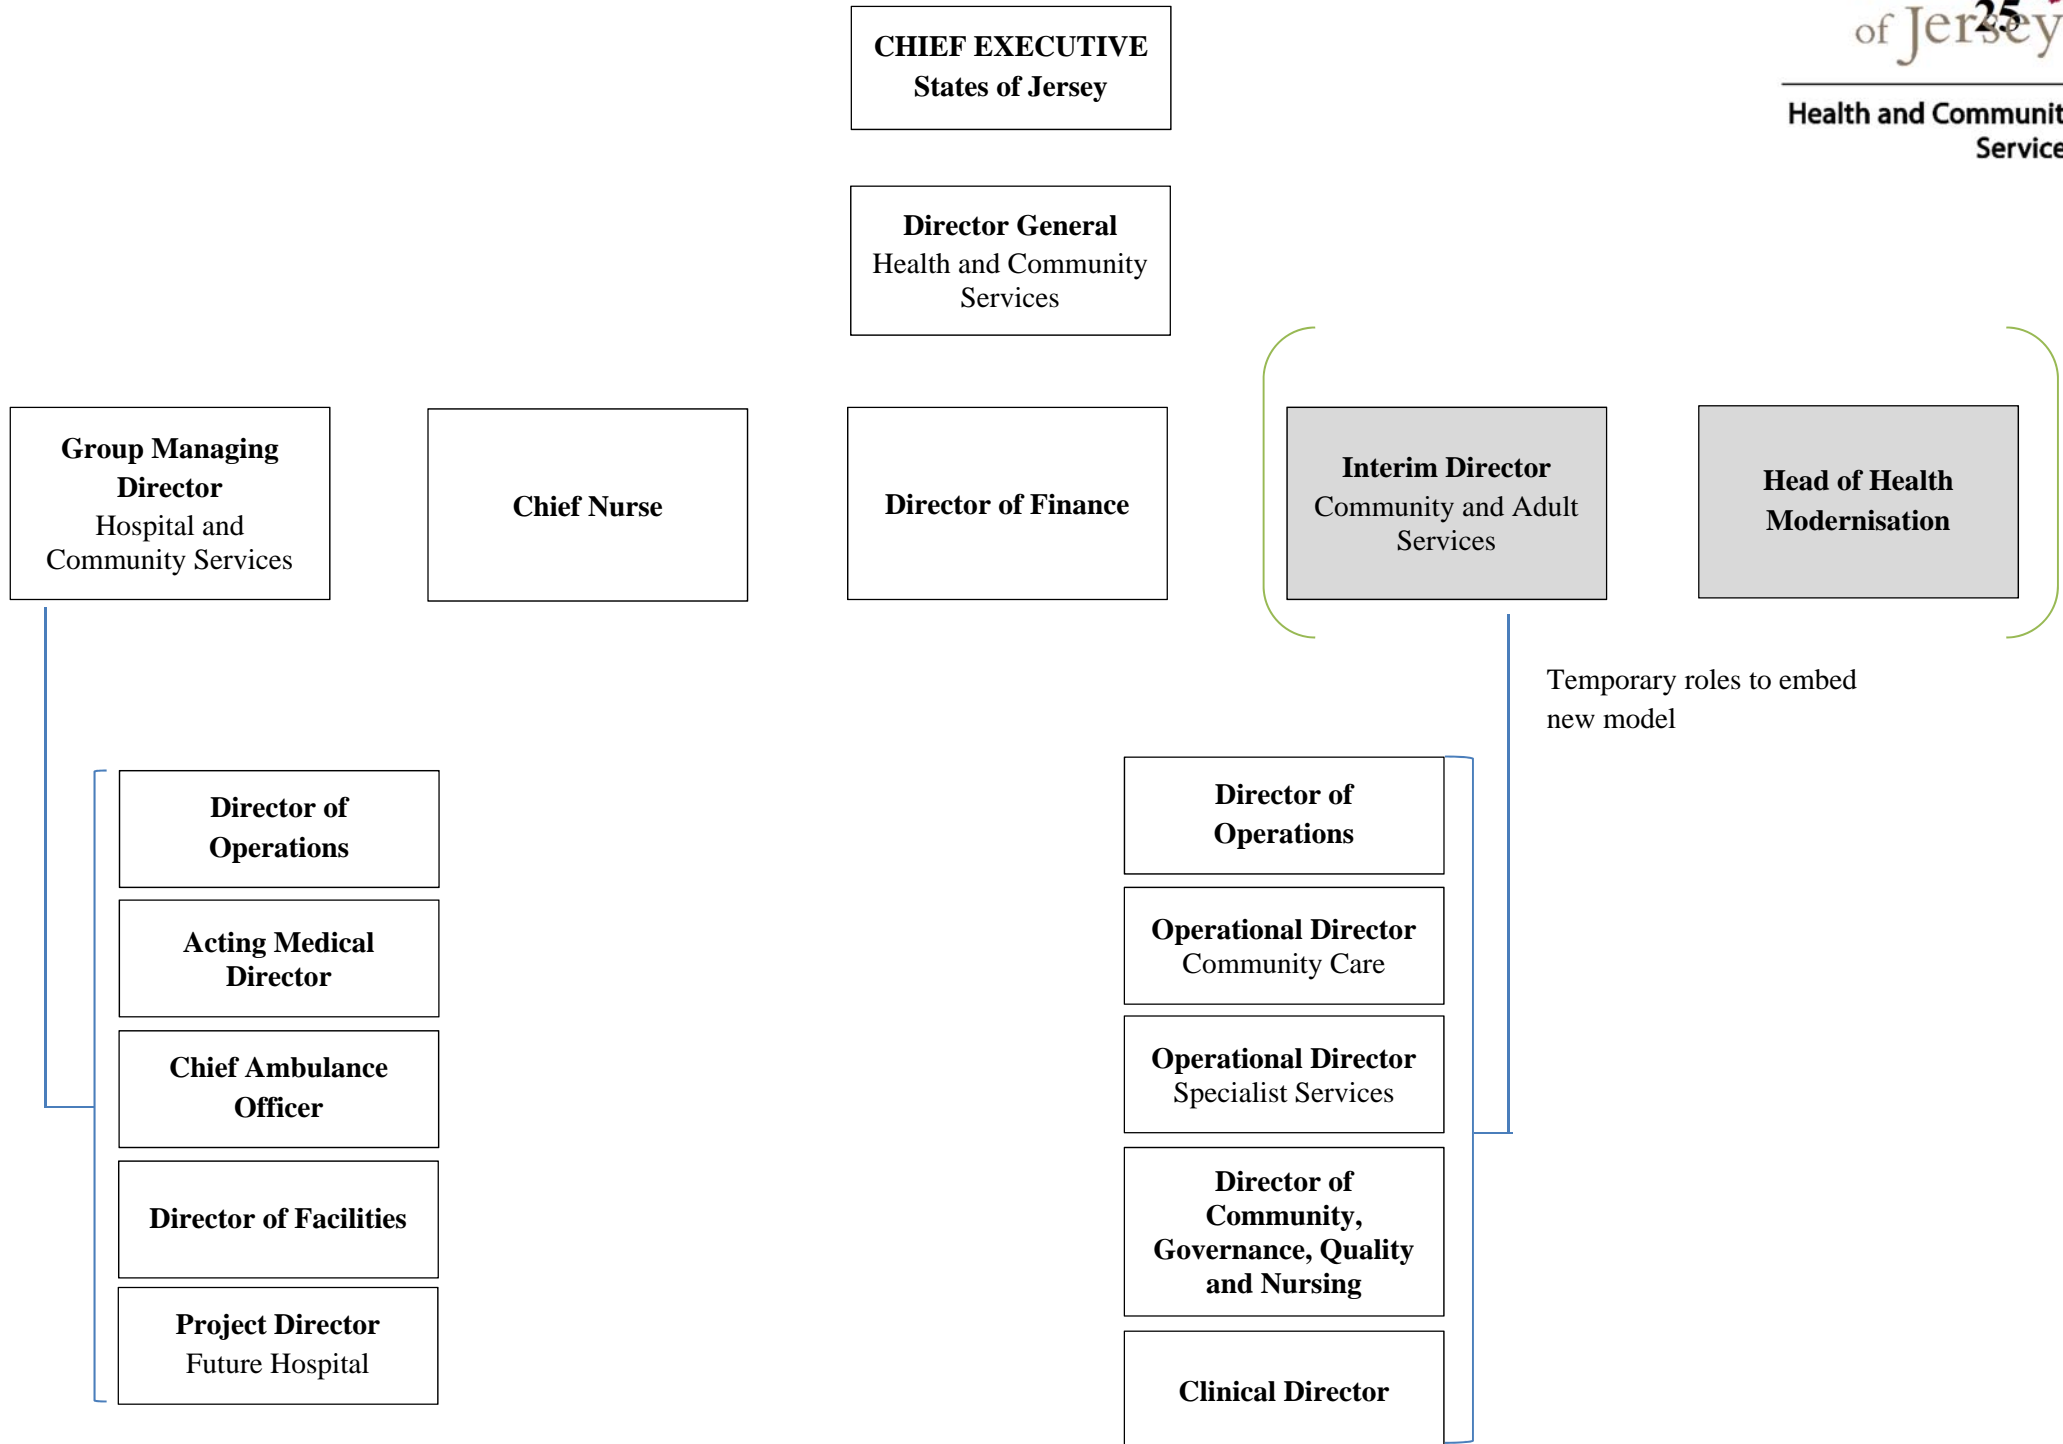 25
of Jersey
Health and Communit
Service
CHIEF EXECUTIVE
States of Jersey
Director General
Health and Community
Services
Group Managing
Director
Hospital and
Community Services
Chief Nurse
Director of Finance
Interim Director
Community and Adult
Services
Head of Health
Modernisation
Temporary roles to embed
new model
Director of
Operations
Acting Medical
Director
Chief Ambulance
Officer
Director of Facilities
Project Director
Future Hospital
Director of
Operations
Operational Director
Community Care
Operational Director
Specialist Services
Director of
Community,
Governance, Quality
and Nursing
Clinical Director